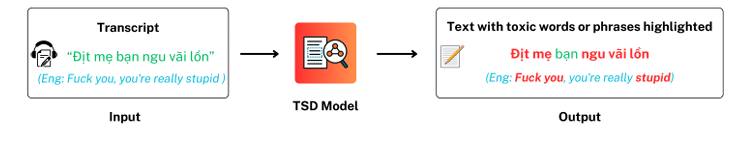 Transcript
“Địt mẹ bạn ngu vãi lồn”
(Eng: Fuck you, you're really stupid )
Input
TSD Model
Text with toxic words or phrases highlighted
Địt mẹ bạn ngu vãi lồn
(Eng: Fuck you, you're really stupid)
Output